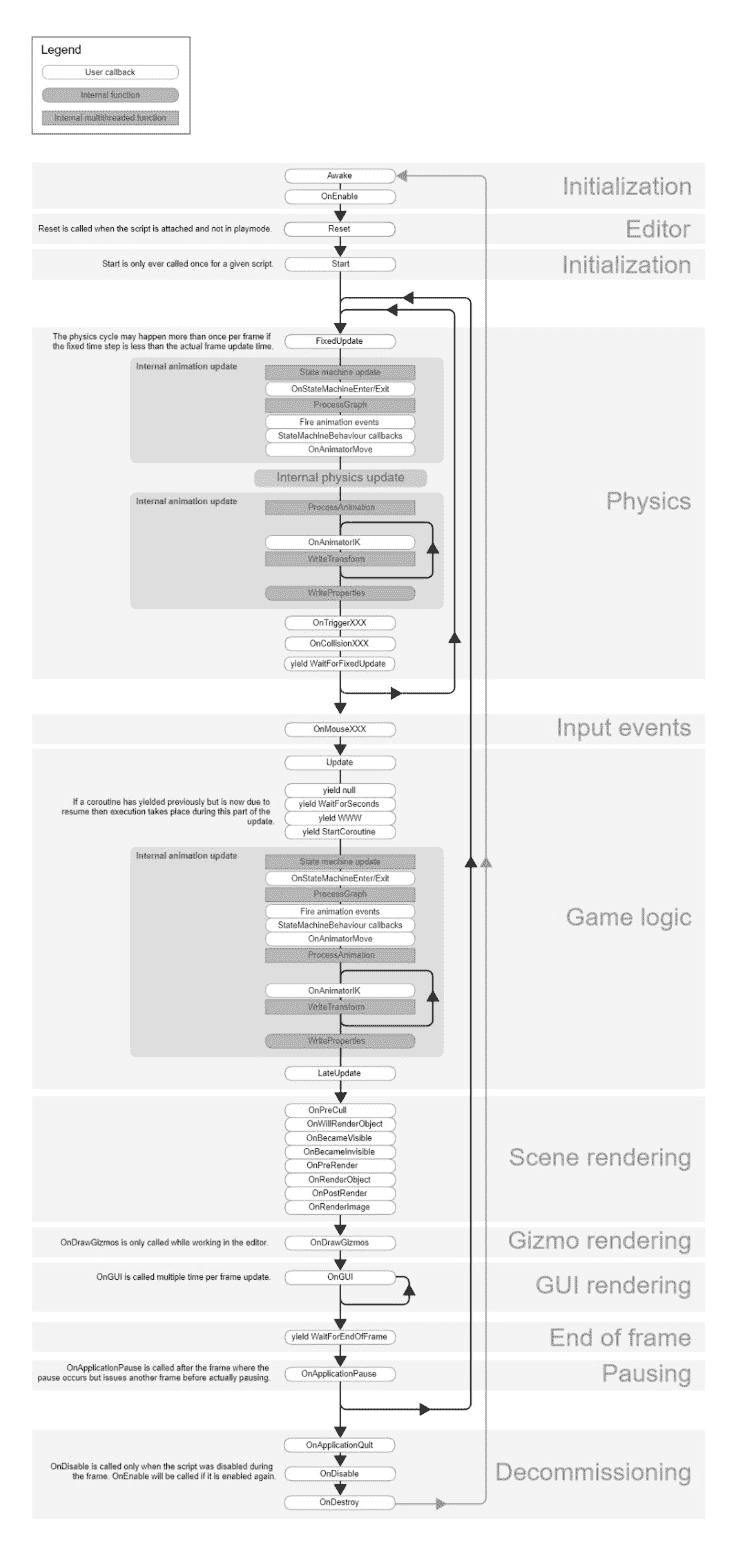 Legend
User callback
Internal function
Internal multithreaded function
Awake
Initialization
OnEnable
Reset is called when the script is attached and not in playmode.
Reset
Editor
Start is only ever called once for a given script.
Start
Initialization
The physics cycle may happen more than once per frame if
the fixed time step is less than the actual frame update time.
FixedUpdate
Internal animation update
State machine update
OnStateMachineEnter/Exit
ProcessGraph
Fire animation events
StateMachineBehaviour callbacks
OnAnimatorMove
Internal physics update
Physics
Internal animation update
ProcessAnimation
OnAnimatorIK
WriteTransform
WriteProperties
OnTriggerXXX
OnCollisionXXX
yield WaitForFixedUpdate
OnMouseXXX
Input events
Update
yield null
If a coroutine has yielded previously but is now due to
resume then execution takes place during this part of the
update.
yield WaitForSeconds
yield WWW
yield StartCoroutine
Internal animation update
State machine update
OnStateMachineEnter/Exit
ProcessGraph
Fire animation events
StateMachineBehaviour callbacks
OnAnimatorMove
Game logic
ProcessAnimation
OnAnimatorIK
WriteTransform
WriteProperties
LateUpdate
OnPreCull
OnWillRenderObject
OnBecameVisible
OnBecameInvisible
OnPreRender
OnRenderObject
OnPostRender
OnRenderImage
Scene rendering
OnDrawGizmos is only called while working in the editor.
OnDrawGizmos
Gizmo rendering
OnGUI is called multiple time per frame update.
OnGUI
GUI rendering
yield WaitForEndOfFrame
End of frame
OnApplicationPause is called after the frame where the
pause occurs but issues another frame before actually pausing.
OnApplicationPause
Pausing
OnApplicationQuit
OnDisable is called only when the script was disabled during
the frame. OnEnable will be called if it is enabled again.
OnDisable
Decommissioning
OnDestroy